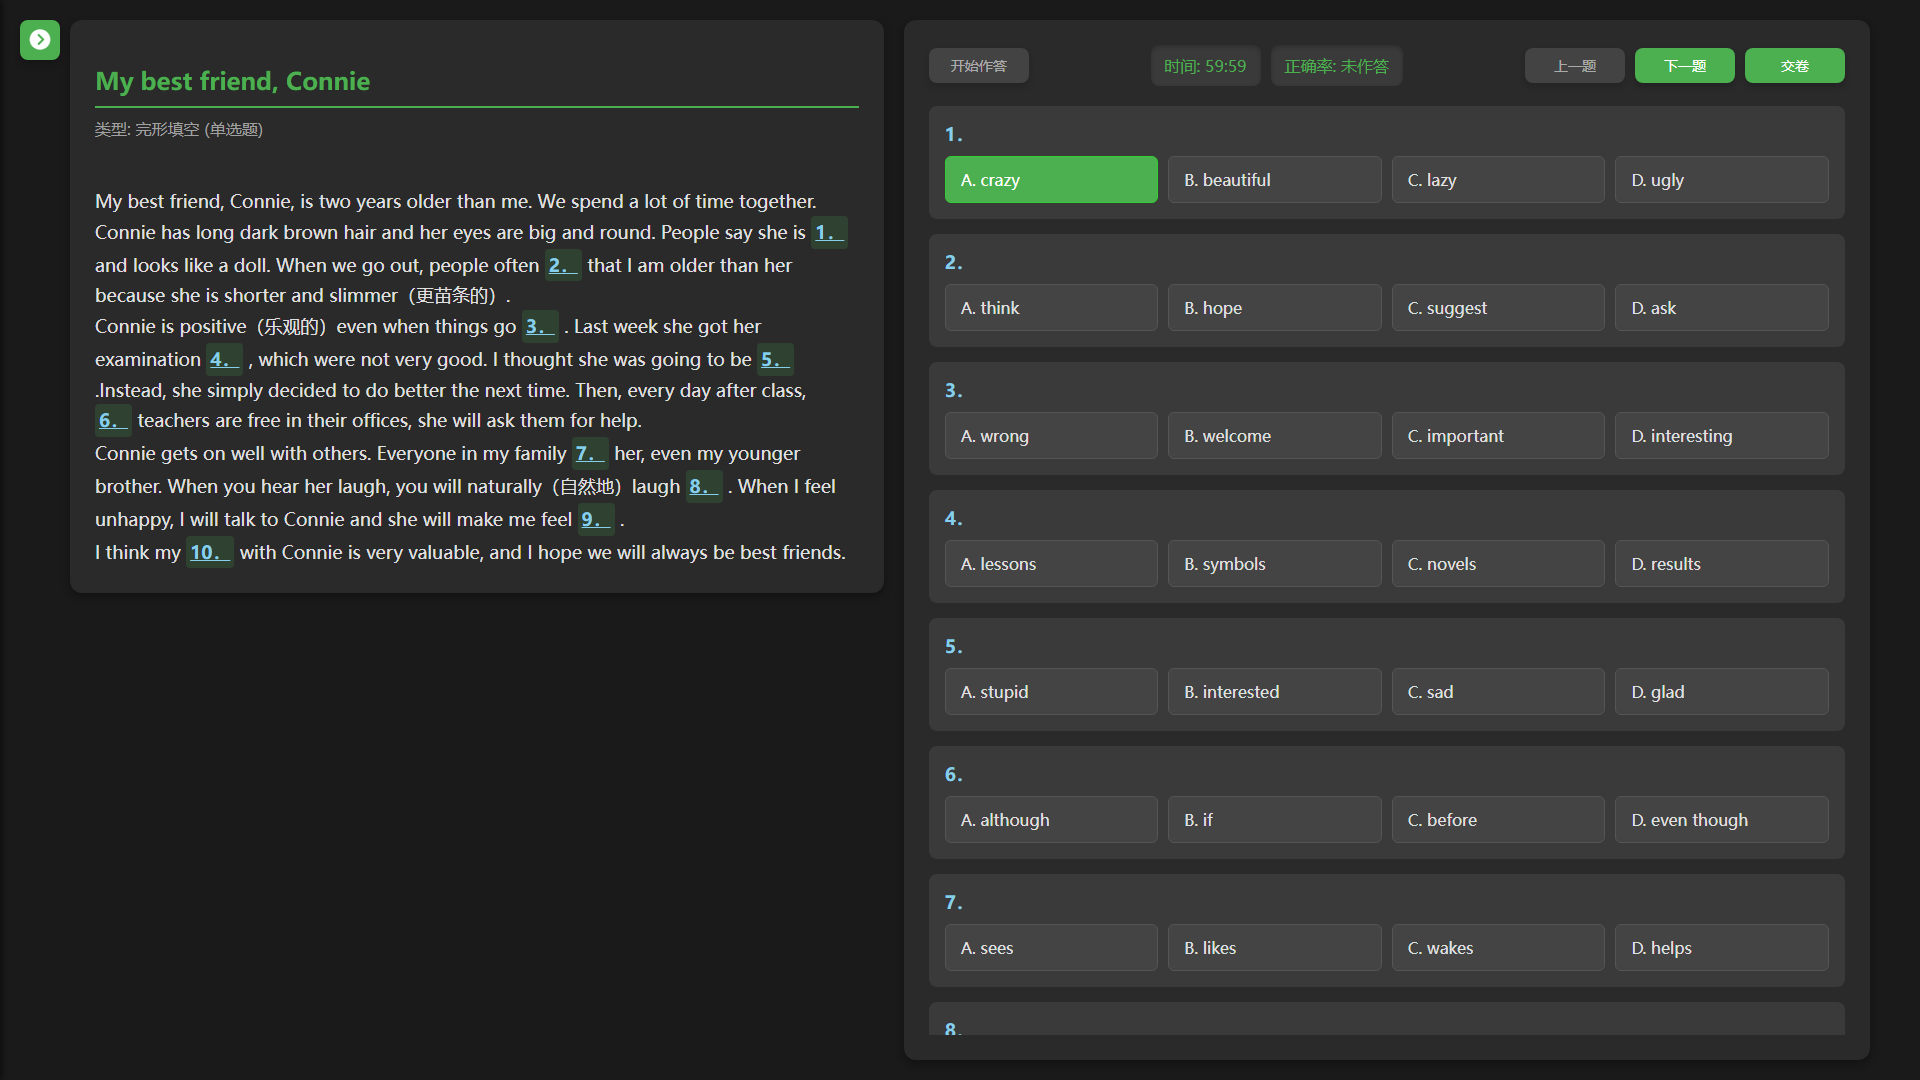 My best friend, Connie
类型: 完形填空 (单选题)
My best friend, Connie, is two years older than me. We spend a lot of time together.
Connie has long dark brown hair and her eyes are big and round. People say she is 1.
and looks like a doll. When we go out, people often 2. that I am older than her
because she is shorter and slimmer（更苗条的）.
Connie is positive（乐观的）even when things go 3. . Last week she got her
examination 4. , which were not very good. I thought she was going to be 5.
.Instead, she simply decided to do better the next time. Then, every day after class,
6. teachers are free in their offices, she will ask them for help.
Connie gets on well with others. Everyone in my family 7. her, even my younger
brother. When you hear her laugh, you will naturally（自然地）laugh 8. . When I feel
unhappy, I will talk to Connie and she will make me feel 9. .
I think my 10. with Connie is very valuable, and I hope we will always be best friends.
开始作答
时间: 59:59
正确率: 未作答
上一题
下一题
交卷
1.
A. crazy
B. beautiful
C. lazy
D. ugly
2.
A. think
B. hope
C. suggest
D. ask
3.
A. wrong
B. welcome
C. important
D. interesting
4.
A. lessons
B. symbols
C. novels
D. results
5.
A. stupid
B. interested
C. sad
D. glad
6.
A. although
B. if
C. before
D. even though
7.
A. sees
B. likes
C. wakes
D. helps
8.